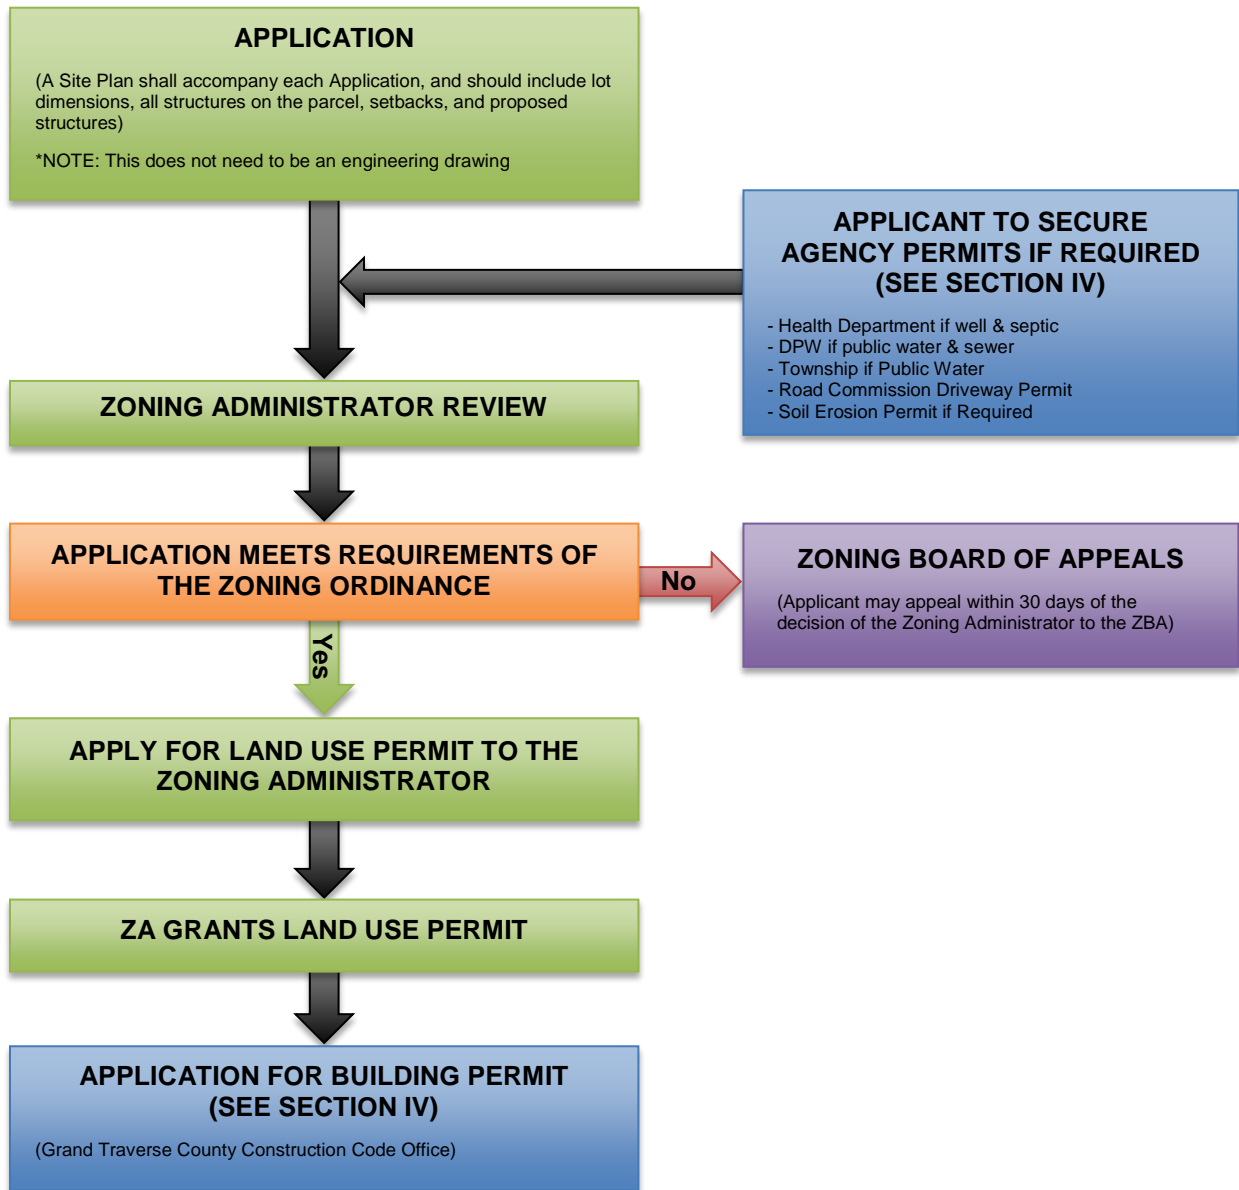 APPLICATION
(A Site Plan shall accompany each Application, and should include lot
dimensions, all structures on the parcel, setbacks, and proposed
structures)
*NOTE: This does not need to be an engineering drawing
APPLICANT TO SECURE
AGENCY PERMITS IF REQUIRED
(SEE SECTION IV)
- Health Department if well & septic
- DPW if public water & sewer
- Township if Public Water
- Road Commission Driveway Permit
- Soil Erosion Permit if Required
ZONING ADMINISTRATOR REVIEW
APPLICATION MEETS REQUIREMENTS OF
THE ZONING ORDINANCE
No
ZONING BOARD OF APPEALS
(Applicant may appeal within 30 days of the
decision of the Zoning Administrator to the ZBA)
Yes
APPLY FOR LAND USE PERMIT TO THE
ZONING ADMINISTRATOR
ZA GRANTS LAND USE PERMIT
APPLICATION FOR BUILDING PERMIT
(SEE SECTION IV)
(Grand Traverse County Construction Code Office)